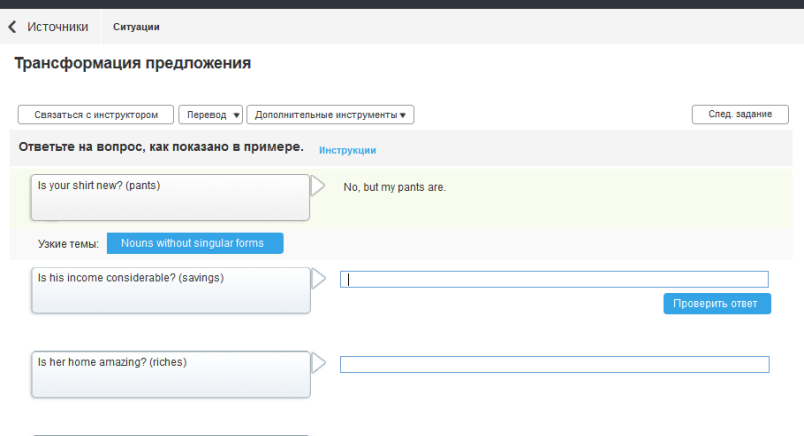 Источники Ситуации
Трансформация предложения
Связаться с инструктором Перевод Дополнительные инструменты След. задание
Ответьте на вопрос, как показано в примере. Инструкции
Is your shirt new? (pants) No, but my pants are.
Узкие темы: Nouns without singular forms
Is his income considerable? (savings)
Проверить ответ
Is her home amazing? (riches)